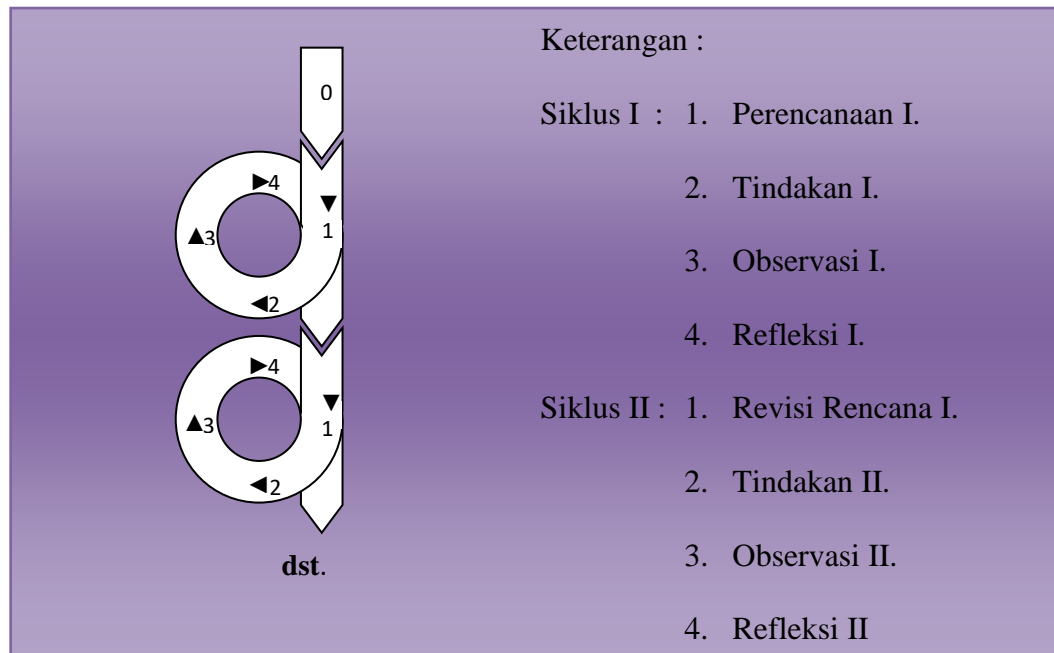 0
▶4
▼
1
▲3
◀2
▶4
▼
1
▲3
◀2
dst.
Keterangan :
Siklus I : 1. Perencanaan I.
2. Tindakan I.
3. Observasi I.
4. Refleksi I.
Siklus II : 1. Revisi Rencana I.
2. Tindakan II.
3. Observasi II.
4. Refleksi II